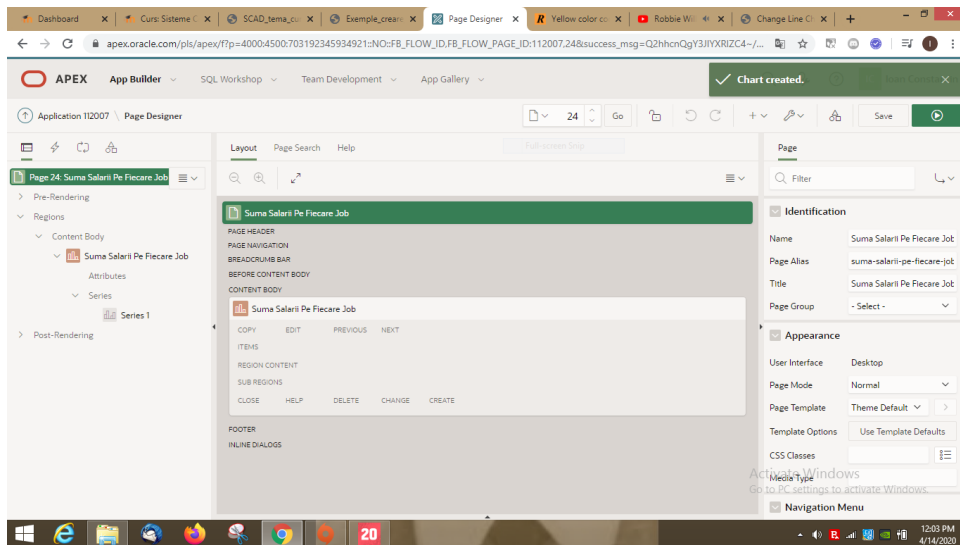 Dashboard
Curs: Sisteme C
SCAD_tema_cu
Exemple_creare
Page Designer
Yellow color co
Robbie Wil
Change Line C
apex.oracle.com/pls/apex/f?p=4000:4500:703192345934921::NO::FB_FLOW_ID,FB_FLOW_PAGE_ID:112007,24&success_msg=Q2hhcnQgY3JlYXRlZC4~/...
APEX App Builder SQL Workshop Team Development App Gallery
Chart created.
Application 112007 \ Page Designer
24 Go
Save
Layout Page Search Help
Full-screen Snip
Page
Page 24: Suma Salarii Pe Fiecare Job
Filter
Pre-Rendering
Regions
Content Body
Suma Salarii Pe Fiecare Job
Attributes
Series
Series 1
Post-Rendering
Suma Salarii Pe Fiecare Job
PAGE HEADER
PAGE NAVIGATION
BREADCRUMB BAR
BEFORE CONTENT BODY
CONTENT BODY
Suma Salarii Pe Fiecare Job
COPY EDIT PREVIOUS NEXT
ITEMS
REGION CONTENT
SUB REGIONS
CLOSE HELP DELETE CHANGE CREATE
FOOTER
INLINE DIALOGS
Identification
Name Suma Salarii Pe Fiecare Job
Page Alias suma-salarii-pe-fiecare-job
Title Suma Salarii Pe Fiecare Job
Page Group - Select -
Appearance
User Interface Desktop
Page Mode Normal
Page Template Theme Default
Template Options Use Template Defaults
CSS Classes
Media Type
Activate Windows
Go to PC settings to activate Windows.
Navigation Menu
20
12:03 PM
4/14/2020